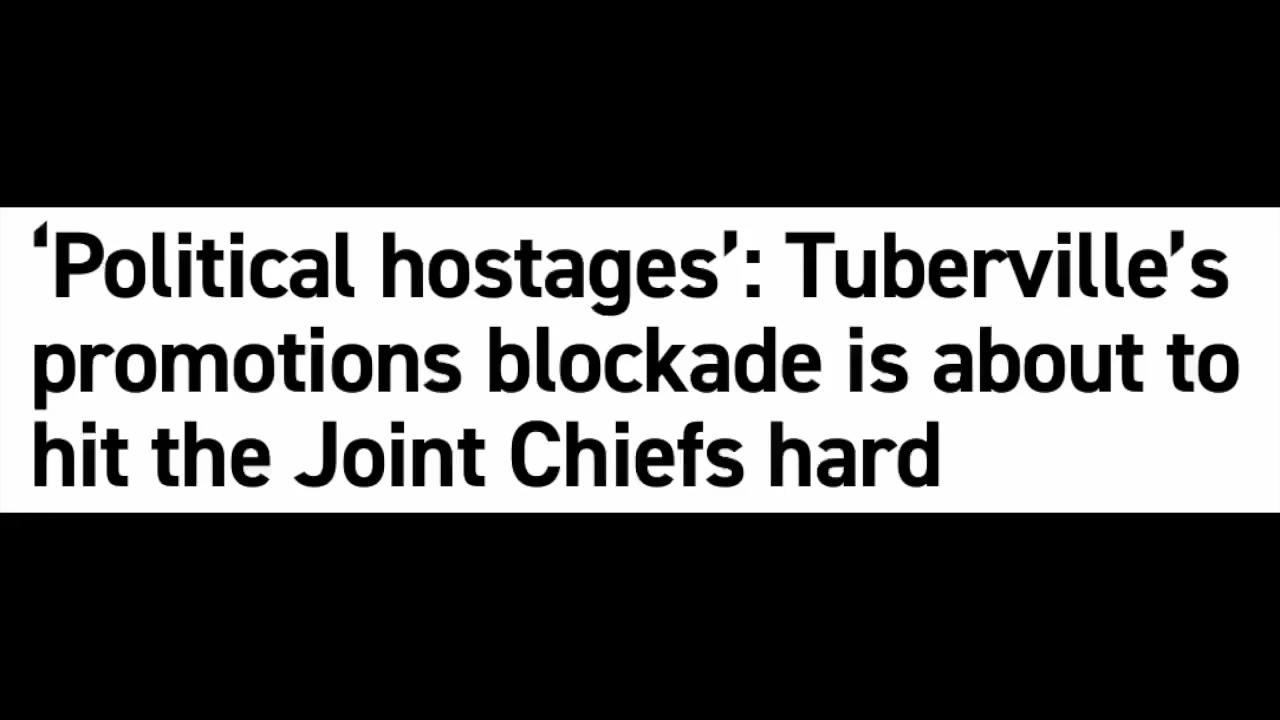 ‘Political hostages’: Tuberville’s
promotions blockade is about to
hit the Joint Chiefs hard